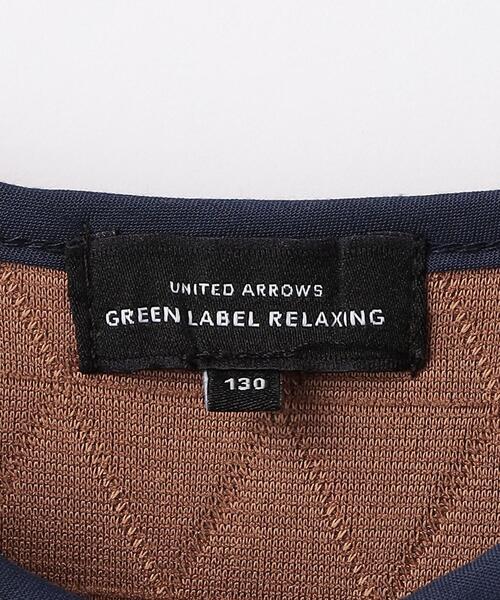 UNITED ARROWS
GREEN LABEL RELAXING
130